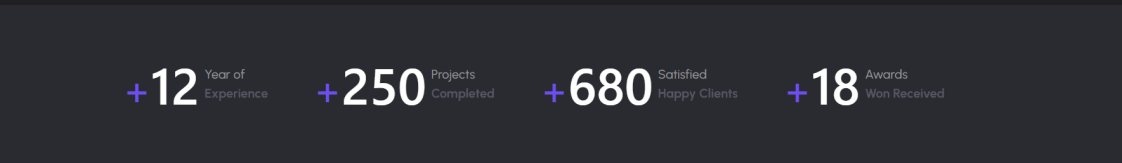 +12 Year of
Experience
+250 Projects
Completed
+680 Satisfied
Happy Clients
+18 Awards
Won Received